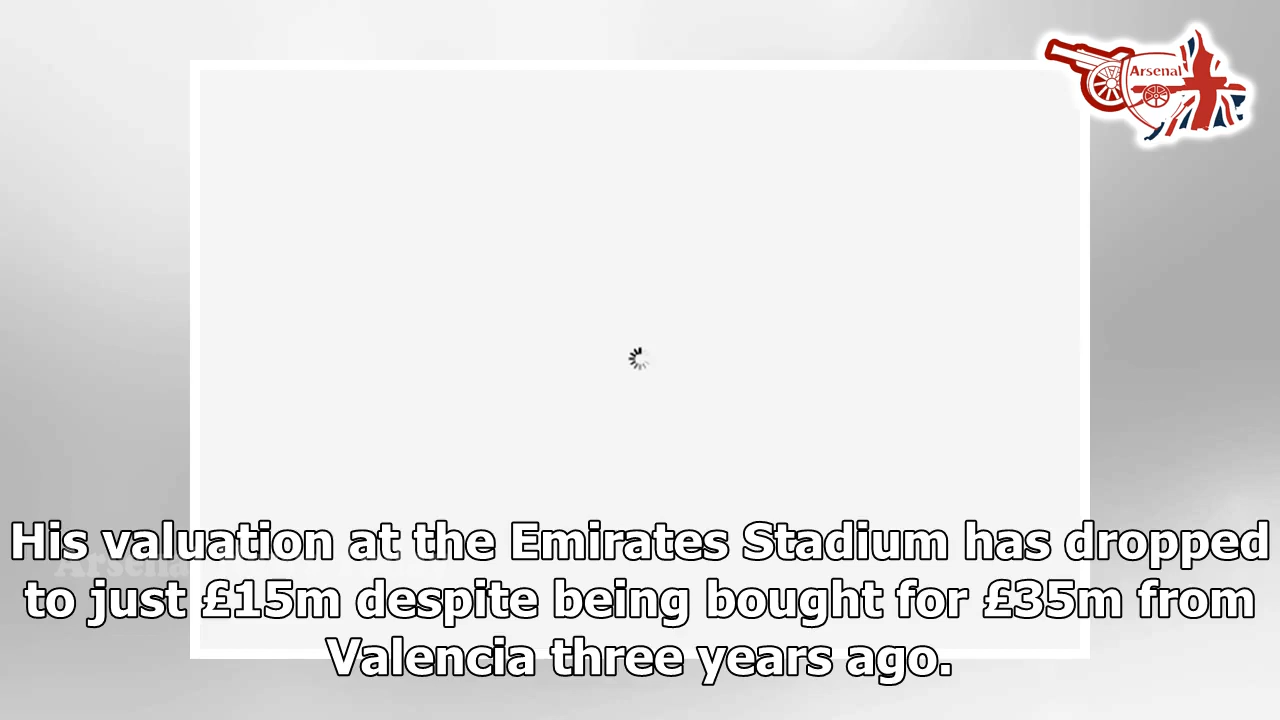 Arsenal
His valuation at the Emirates Stadium has dropped
to just £15m despite being bought for £35m from
Valencia three years ago.